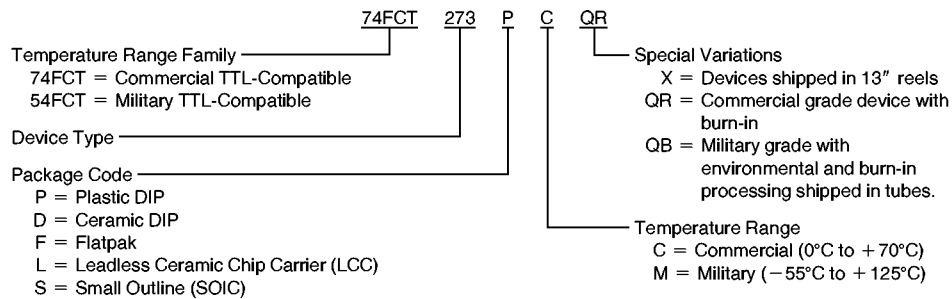 74FCT 273 P C QR
Temperature Range Family
74FCT = Commercial TTL-Compatible
54FCT = Military TTL-Compatible
Device Type
Package Code
P = Plastic DIP
D = Ceramic DIP
F = Flatpak
L = Leadless Ceramic Chip Carrier (LCC)
S = Small Outline (SOIC)
Special Variations
X = Devices shipped in 13″ reels
QR = Commercial grade device with
burn-in
QB = Military grade with
environmental and burn-in
processing shipped in tubes.
Temperature Range
C = Commercial (0°C to +70°C)
M = Military (−55°C to +125°C)